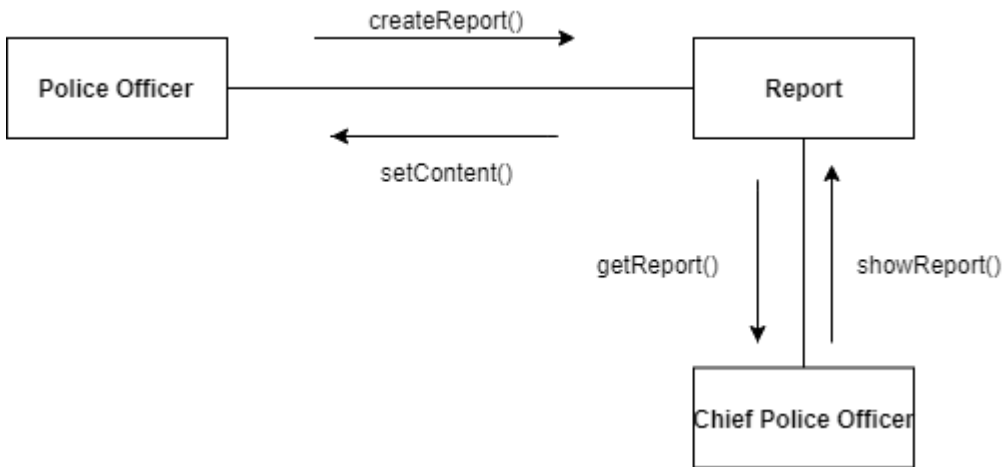 createReport()
Police Officer
Report
setContent()
getReport()
showReport()
Chief Police Officer